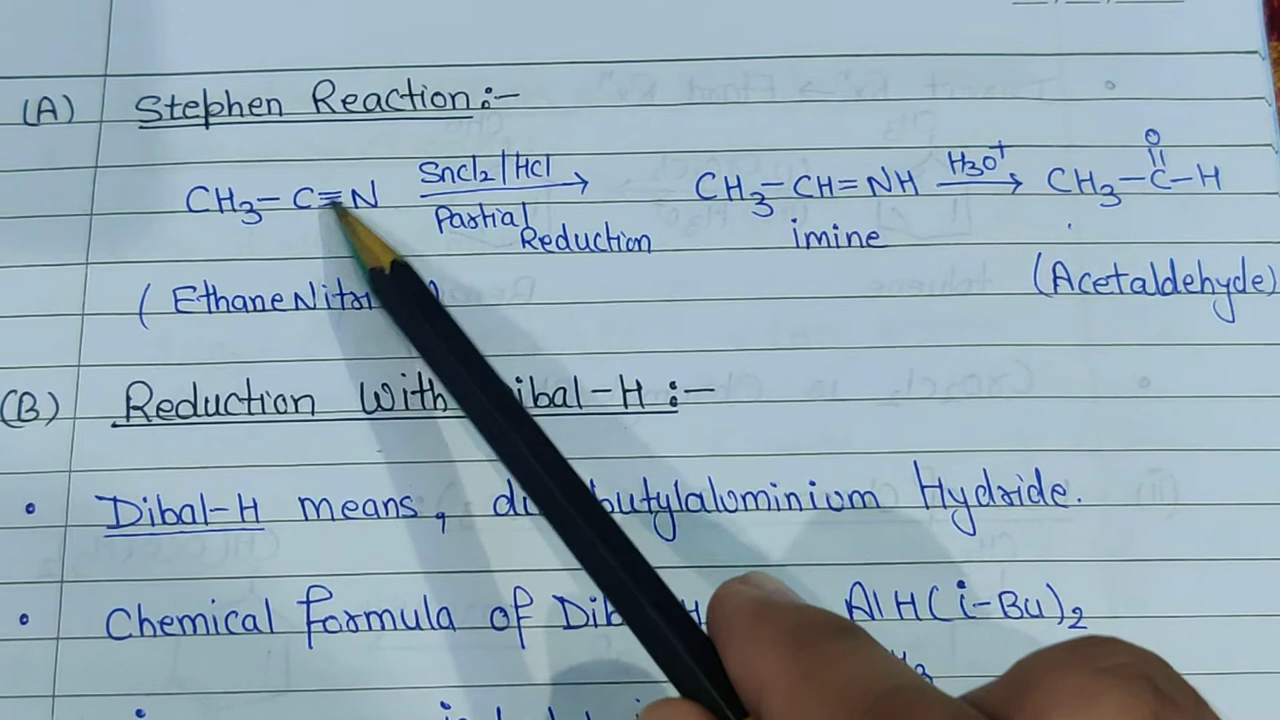 (A) Stephen Reaction :-
CH3-C≡N SnCl2/HCl → Partial Reduction CH3-CH=NH H3O+ → CH3-C-H
O
imine
(Ethane (Acetaldehyde)
(B) Reduction With -H :-
• Dibal-H means, Hydride.
• Chemical formula of AlH(i-Bu)2